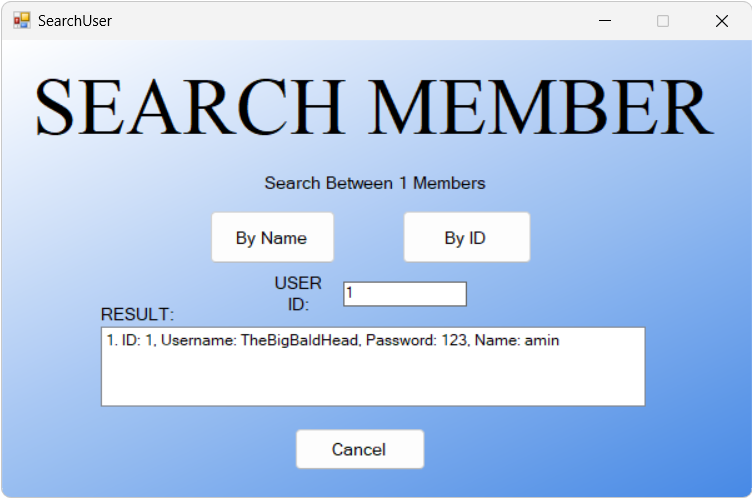 SearchUser
SEARCH MEMBER
Search Between 1 Members
By Name
By ID
USER
ID:
1
RESULT:
1. ID: 1, Username: TheBigBaldHead, Password: 123, Name: amin
Cancel